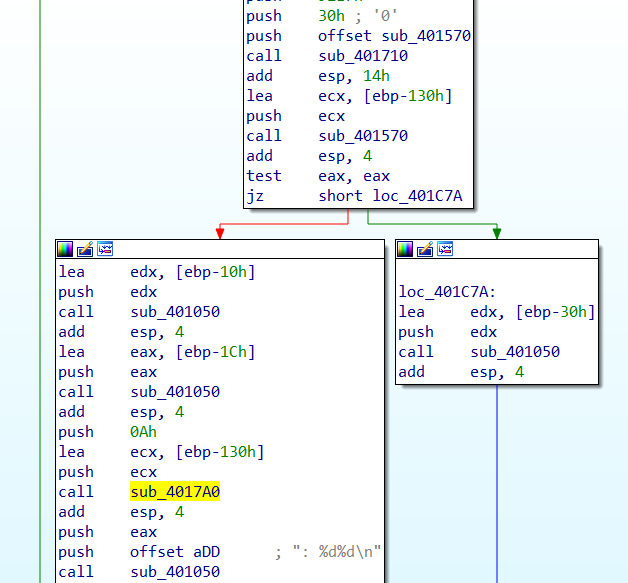 push 30h ; '0'
push offset sub_401570
call sub_401710
add esp, 14h
lea ecx, [ebp-130h]
push ecx
call sub_401570
add esp, 4
test eax, eax
jz short loc_401C7A
lea edx, [ebp-10h]
push edx
call sub_401050
add esp, 4
lea eax, [ebp-1Ch]
push eax
call sub_401050
add esp, 4
push 0Ah
lea ecx, [ebp-130h]
push ecx
call sub_4017A0
add esp, 4
push eax
push offset aDD ; ": %d%d\n"
call sub_401050
loc_401C7A:
lea edx, [ebp-30h]
push edx
call sub_401050
add esp, 4